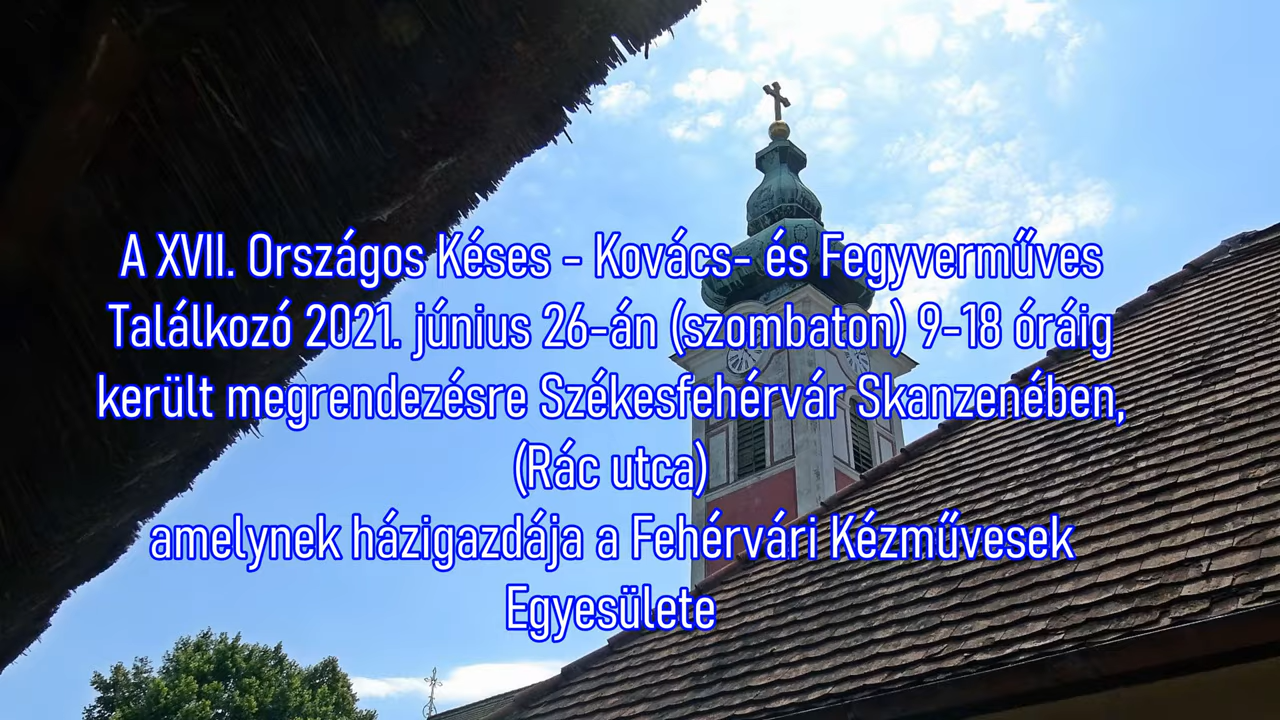 A XVII. Országos Késes - Kovács- és Fegyverműves
Találkozó 2021. június 26-án (szombaton) 9-18 óráig
került megrendezésre Székesfehérvár Skanzenében,
(Rác utca)
amelynek házigazdája a Fehérvári Kézművesek
Egyesülete